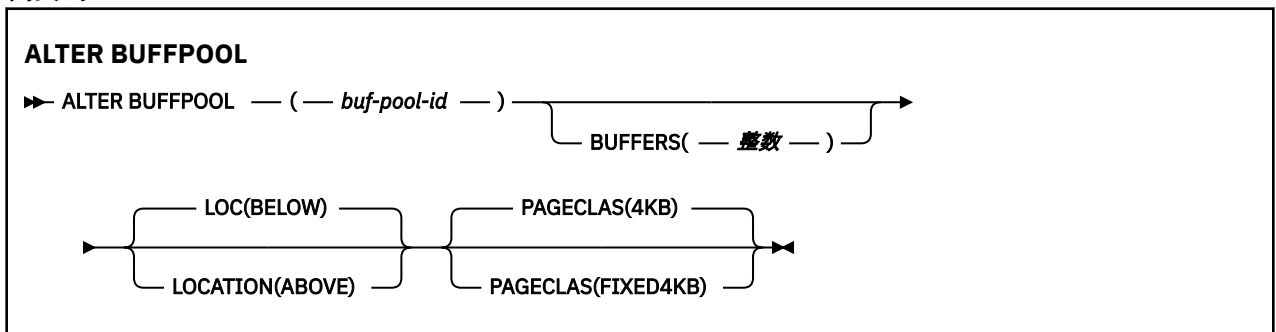 ALTER BUFFPOOL
ALTER BUFFPOOL ( buf-pool-id )
BUFFERS( 整数 )
LOC(BELOW) PAGECLAS(4KB)
LOCATION(ABOVE) PAGECLAS(FIXED4KB)